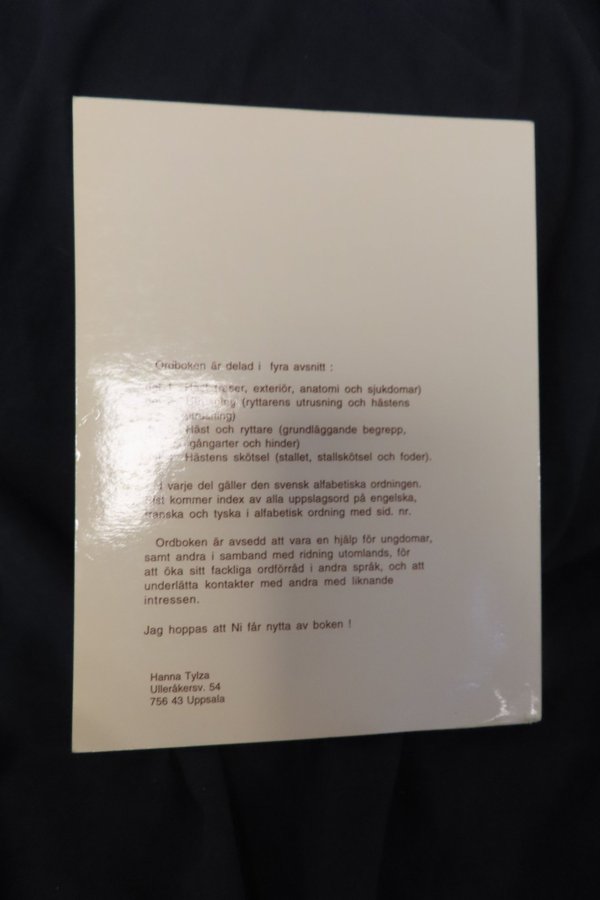 Ordboken är delad i fyra avsnitt :
exteriör, anatomi och sjukdomar)
(ryttarens utrusning och hästens
Häst och ryttare (grundläggande begrepp,
gångarter och hinder)
Hästens skötsel (stallet, stallskötsel och foder).
I varje del gäller den svensk alfabetiska ordningen.
Sist kommer index av alla uppslagsord på engelska,
franska och tyska i alfabetisk ordning med sid. nr.
Ordboken är avsedd att vara en hjälp för ungdomar,
samt andra i samband med ridning utomlands, för
att öka sitt fackliga ordförråd i andra språk, och att
underlätta kontakter med andra med liknande
intressen.
Jag hoppas att Ni får nytta av boken !
Hanna Tylza
Ulleråkersv. 54
756 43 Uppsala